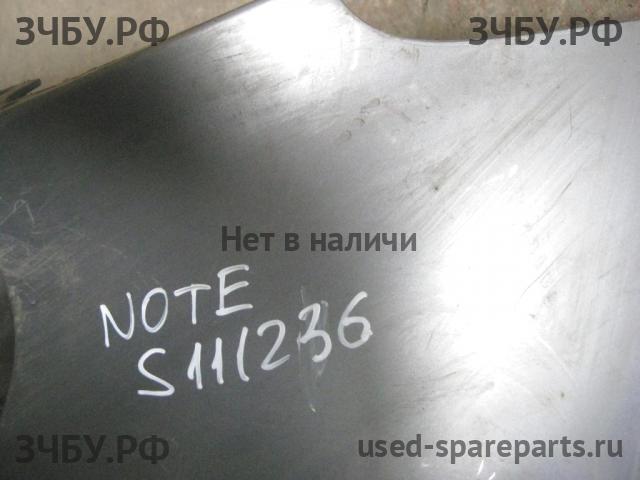 ЗЧБУ.РФ ЗЧБУ.РФ
Нет в наличи
NOTE
S111236
ЗЧБУ.РФ used-spareparts.ru